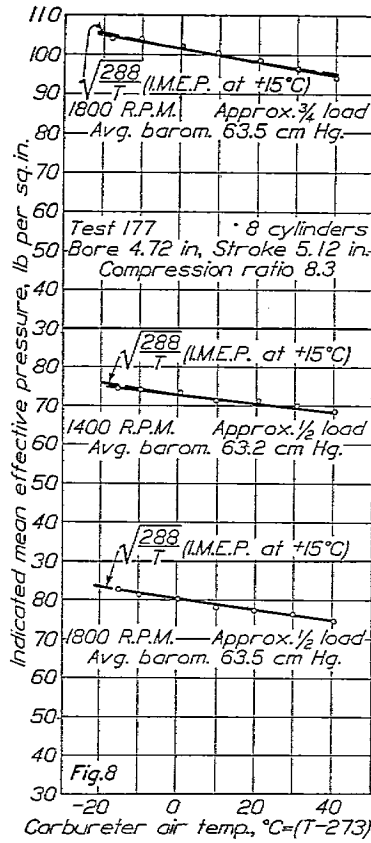 110
100
90
80
70
60
50
40
30
80
70
60
50
40
30
80
70
60
50
40
30
Indicated mean effective pressure, lb per sq. in.
√288/T (I.M.E.P. at +15°C)
1800 R.P.M. Approx. 3/4 load
Avg. barom. 63.5 cm Hg.
Test 177 8 cylinders
Bore 4.72 in, Stroke 5.12 in.
Compression ratio 8.3
√288/T (I.M.E.P. at +15°C)
1400 R.P.M. Approx. 1/2 load
Avg. barom. 63.2 cm Hg.
√288/T (I.M.E.P. at +15°C)
1800 R.P.M. Approx. 1/2 load
Avg. barom. 63.5 cm Hg.
Fig. 8
-20 0 20 40
Carbureter air temp., °C=(T-273)